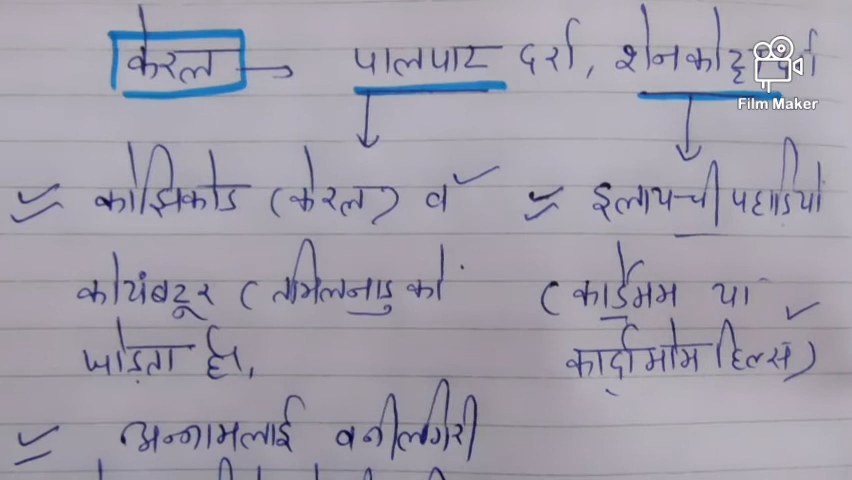 केरल → पालघाट दर्रा, शेनकोट्टा
Film Maker
कोझिकोड (केरल) व
कोयंबटूर (तमिलनाडु को
जोड़ता है।
इलायची पहाडियों
(कार्डमम या
कार्दामोम हिल्स)
अन्नामलाई व नीलगिरी